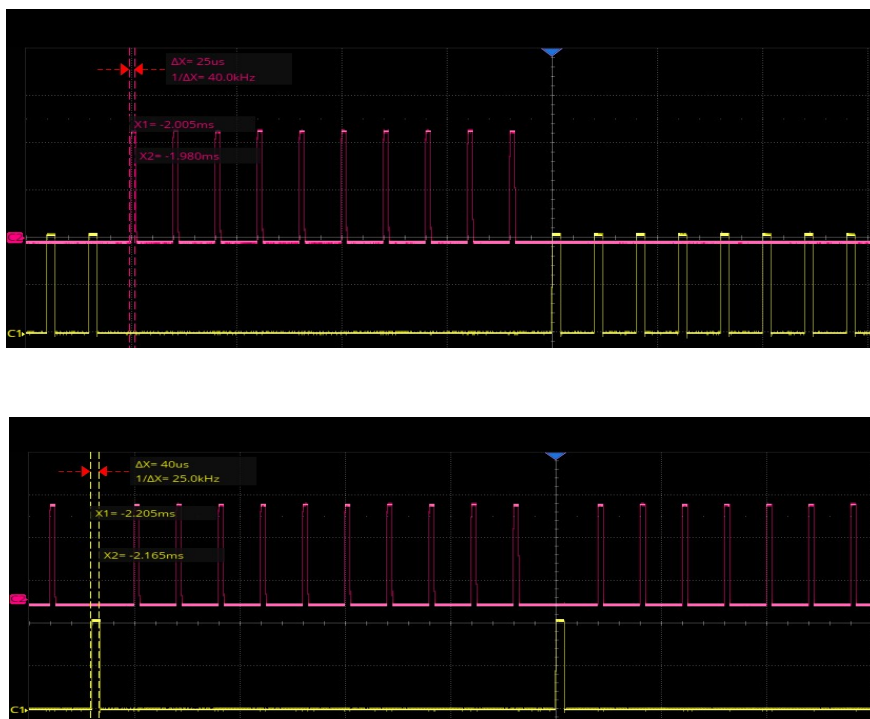 ΔX= 25us
1/ΔX= 40.0kHz
X1= -2.005ms
X2= -1.980ms
C2
C1
ΔX= 40us
1/ΔX= 25.0kHz
X1= -2.205ms
X2= -2.165ms
C1